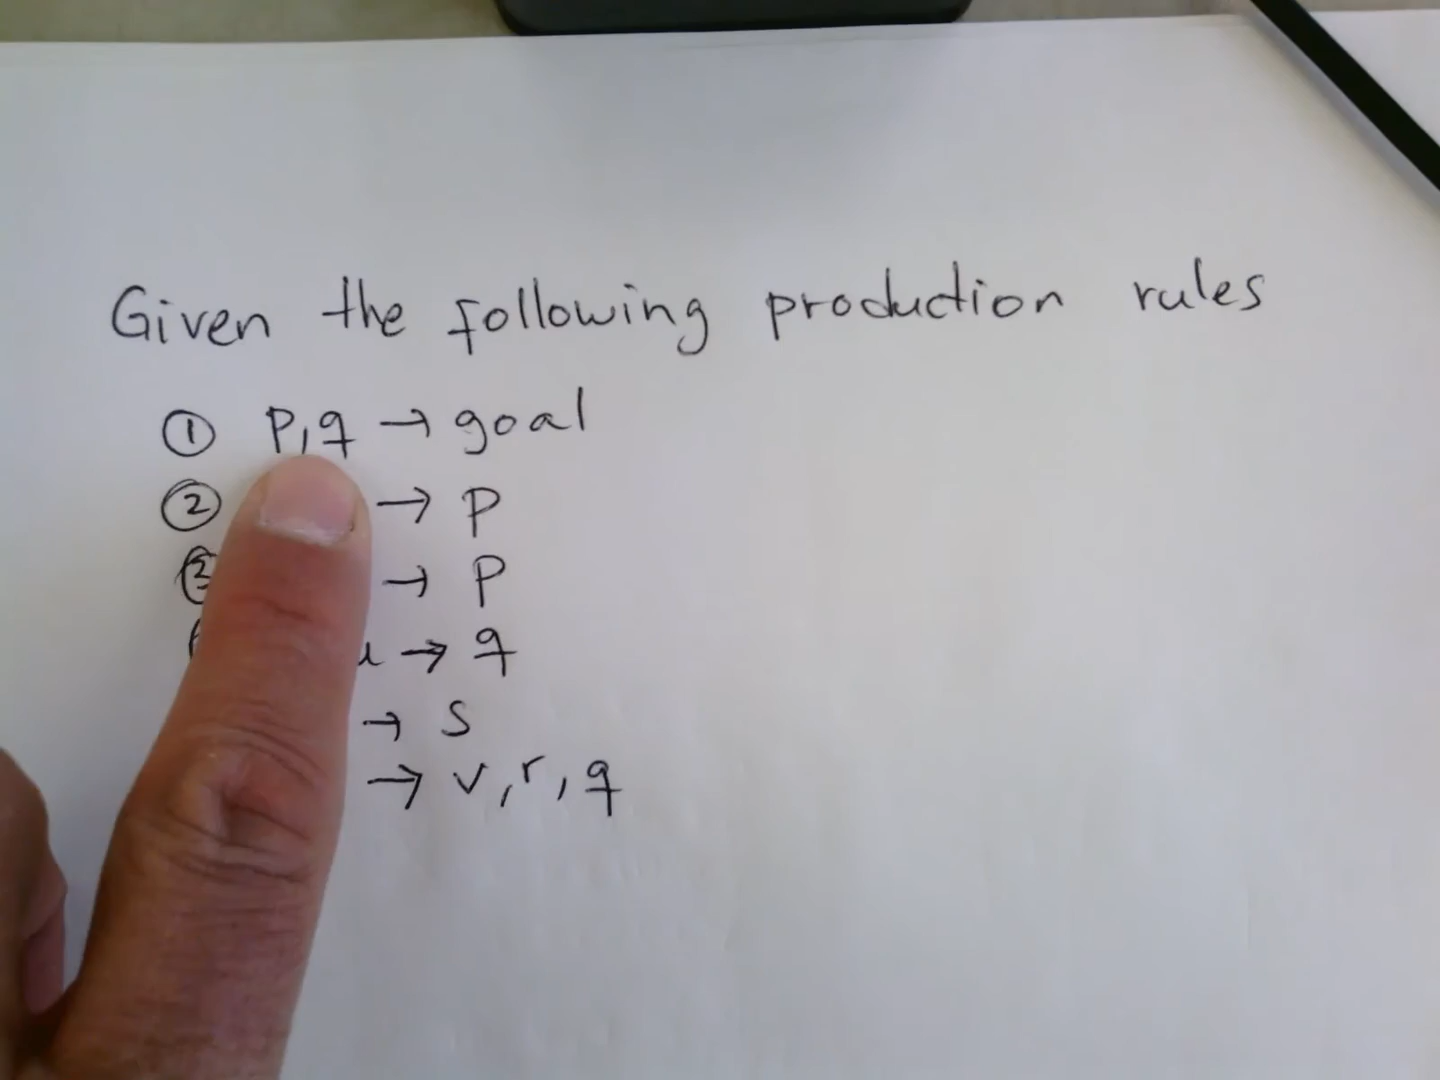 Given the following production rules
① p,q → goal
② → p
→ p
→ q
→ s
→ v, r, q